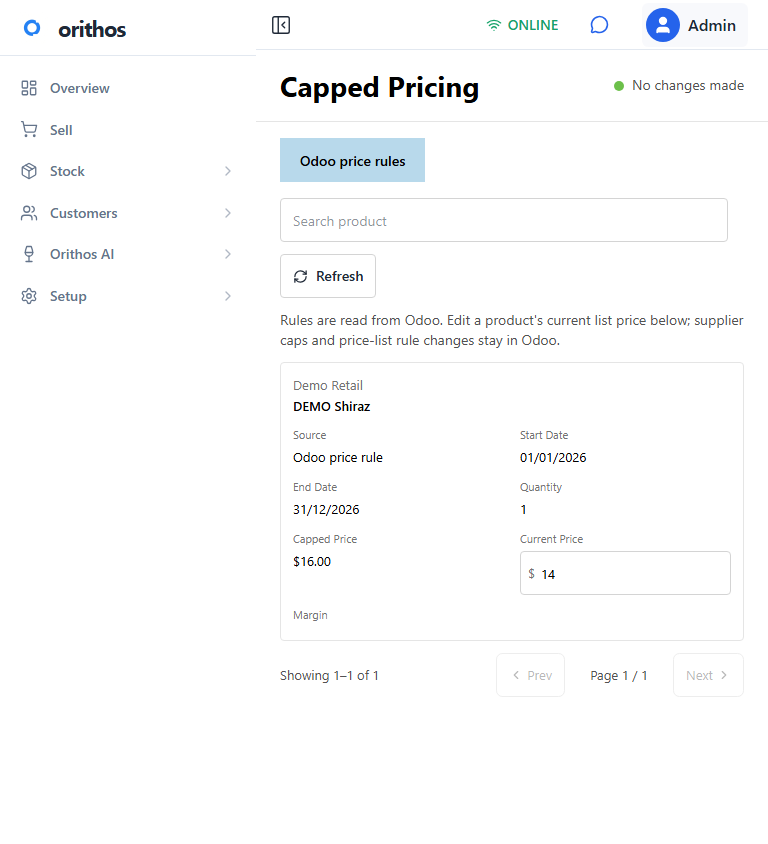 orithos
ONLINE
Admin
Overview
Sell
Stock
Customers
Orithos AI
Setup
Capped Pricing
No changes made
Odoo price rules
Search product
Refresh
Rules are read from Odoo. Edit a product's current list price below; supplier
caps and price-list rule changes stay in Odoo.
Demo Retail
DEMO Shiraz
Source
Start Date
Odoo price rule
01/01/2026
End Date
Quantity
31/12/2026
1
Capped Price
Current Price
$16.00
$ 14
Margin
Showing 1–1 of 1
Prev
Page 1 / 1
Next